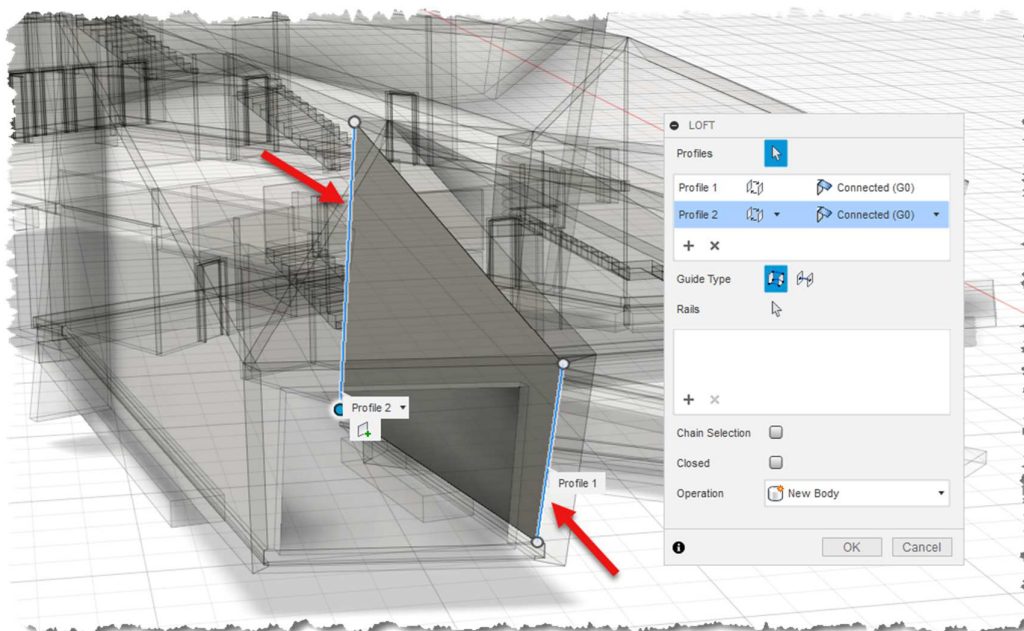 LOFT
Profiles
Profile 1 Connected (G0)
Profile 2 Connected (G0)
Guide Type
Rails
Chain Selection
Closed
Operation New Body
OK Cancel
Profile 2
Profile 1